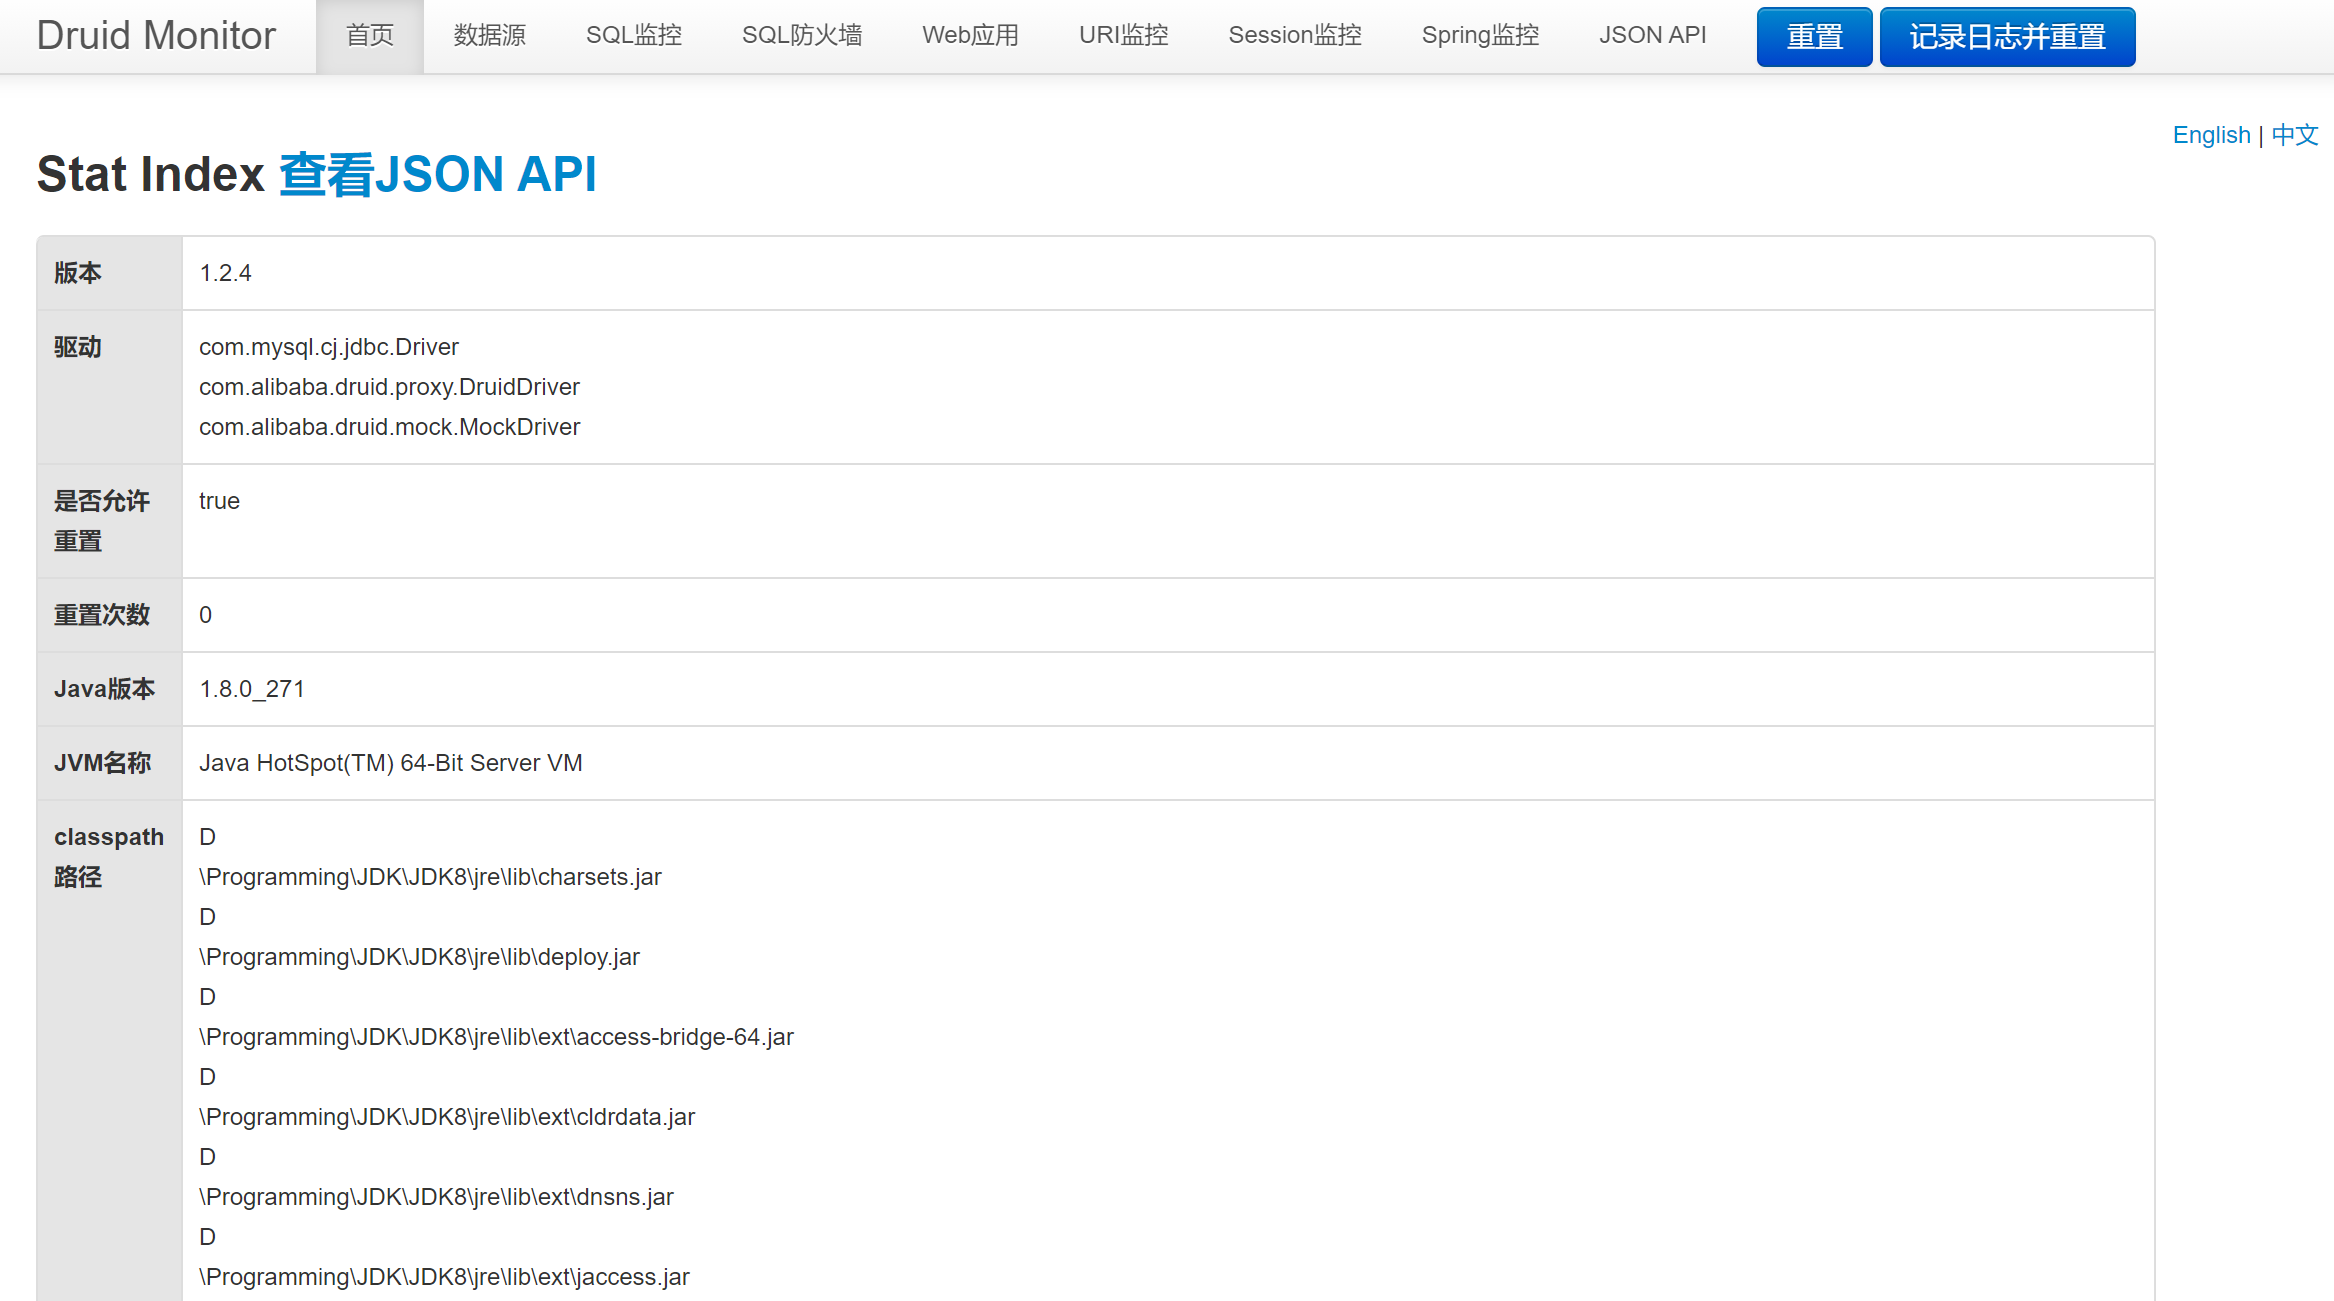 Druid Monitor 首页 数据源 SQL监控 SQL防火墙 Web应用 URI监控 Session监控 Spring监控 JSON API 重置 记录日志并重置
English | 中文
Stat Index 查看JSON API
版本 1.2.4
驱动 com.mysql.cj.jdbc.Driver
com.alibaba.druid.proxy.DruidDriver
com.alibaba.druid.mock.MockDriver
是否允许 true
重置
重置次数 0
Java版本 1.8.0_271
JVM名称 Java HotSpot(TM) 64-Bit Server VM
classpath D
路径 \Programming\JDK\JDK8\jre\lib\charsets.jar
D
\Programming\JDK\JDK8\jre\lib\deploy.jar
D
\Programming\JDK\JDK8\jre\lib\ext\access-bridge-64.jar
D
\Programming\JDK\JDK8\jre\lib\ext\cldrdata.jar
D
\Programming\JDK\JDK8\jre\lib\ext\dnsns.jar
D
\Programming\JDK\JDK8\jre\lib\ext\jaccess.jar